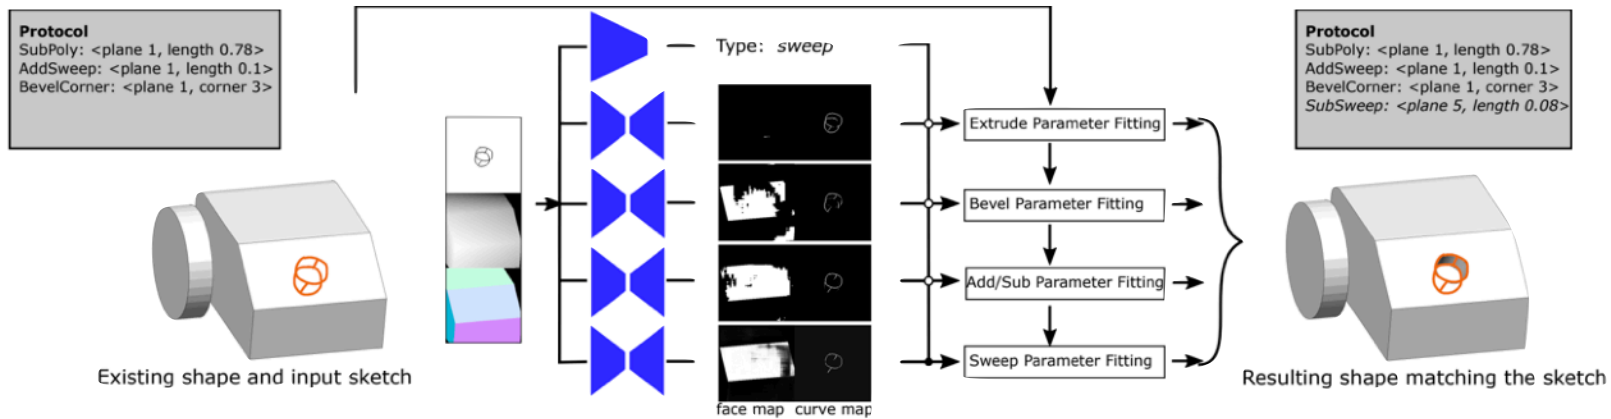 Protocol
SubPoly: <plane 1, length 0.78>
AddSweep: <plane 1, length 0.1>
BevelCorner: <plane 1, corner 3>
Existing shape and input sketch
Type: sweep
face map curve map
Extrude Parameter Fitting
Bevel Parameter Fitting
Add/Sub Parameter Fitting
Sweep Parameter Fitting
Protocol
SubPoly: <plane 1, length 0.78>
AddSweep: <plane 1, length 0.1>
BevelCorner: <plane 1, corner 3>
SubSweep: <plane 5, length 0.08>
Resulting shape matching the sketch